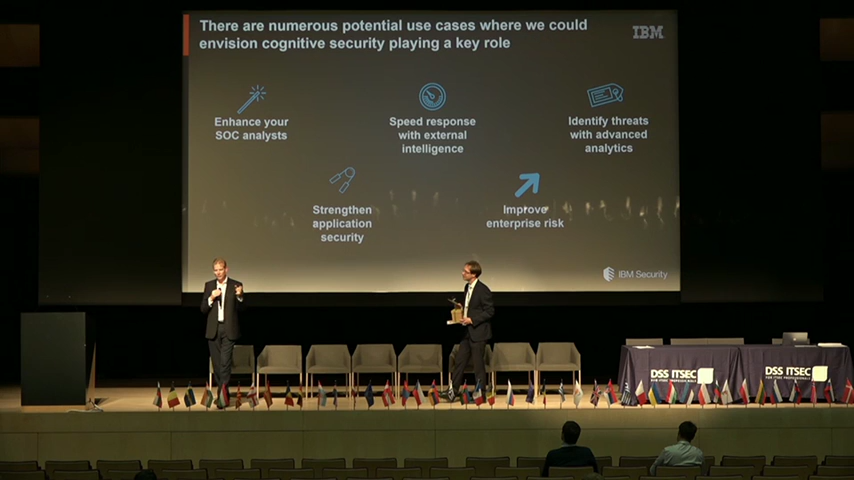 There are numerous potential use cases where we could
envision cognitive security playing a key role
IBM
Enhance your
SOC analysts
Speed response
with external
intelligence
Identify threats
with advanced
analytics
Strengthen
application
security
Improve
enterprise risk
IBM Security
DSS ITSEC
DSS ITSEC